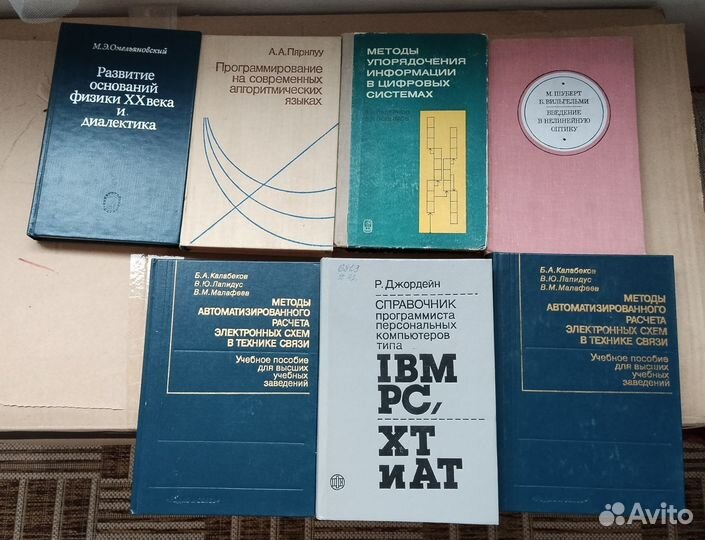 М.Э.Омельяновский
Развитие
оснований
физики XX века
и
диалектика
А.А.Пярнпуу
Программирование
на современных
алгоритмических
языках
МЕТОДЫ
УПОРЯДОЧЕНИЯ
ИНФОРМАЦИИ
В ЦИФРОВЫХ
СИСТЕМАХ
М. ШУБЕРТ
Б. ВИЛЬГЕЛЬМИ
ВВЕДЕНИЕ
В НЕЛИНЕЙНУЮ
ОПТИКУ
Б.А.Калабеков
В.Ю.Лапидус
В.М.Малафеев
МЕТОДЫ
АВТОМАТИЗИРОВАННОГО
РАСЧЕТА
ЭЛЕКТРОННЫХ СХЕМ
В ТЕХНИКЕ СВЯЗИ
Учебное пособие
для высших
учебных
заведений
Р. Джордейн
СПРАВОЧНИК
программиста
персональных
компьютеров
типа
IBM
PC,
XT
и AT
Б.А.Калабеков
В.Ю.Лапидус
В.М.Малафеев
МЕТОДЫ
АВТОМАТИЗИРОВАННОГО
РАСЧЕТА
ЭЛЕКТРОННЫХ СХЕМ
В ТЕХНИКЕ СВЯЗИ
Учебное пособие
для высших
учебных
заведений
Avito